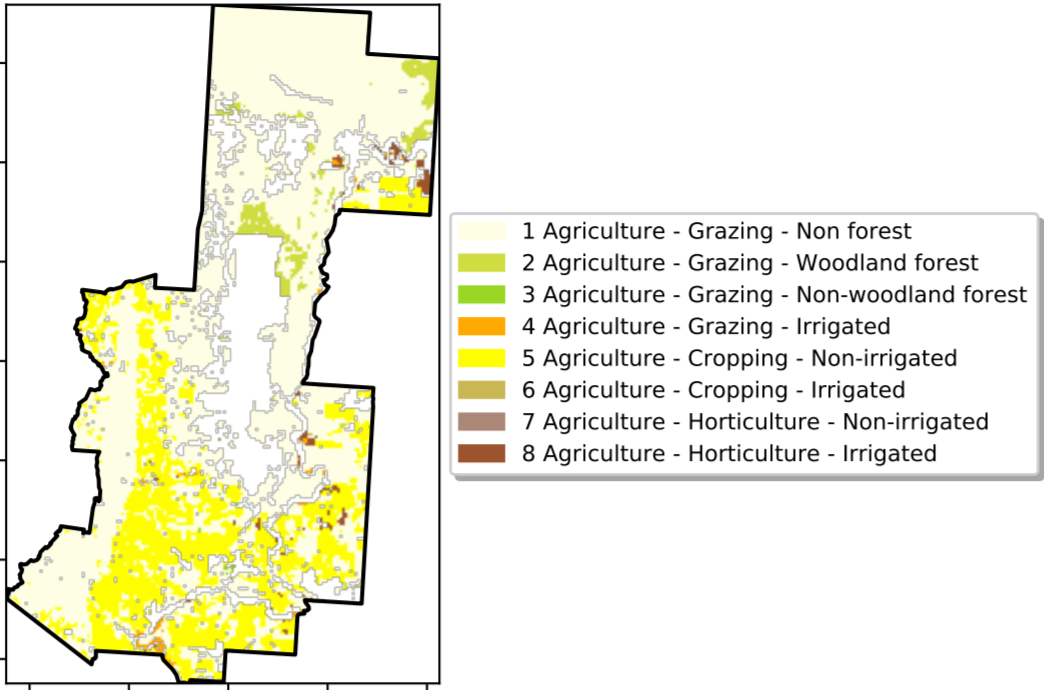 1 Agriculture - Grazing - Non forest
2 Agriculture - Grazing - Woodland forest
3 Agriculture - Grazing - Non-woodland forest
4 Agriculture - Grazing - Irrigated
5 Agriculture - Cropping - Non-irrigated
6 Agriculture - Cropping - Irrigated
7 Agriculture - Horticulture - Non-irrigated
8 Agriculture - Horticulture - Irrigated